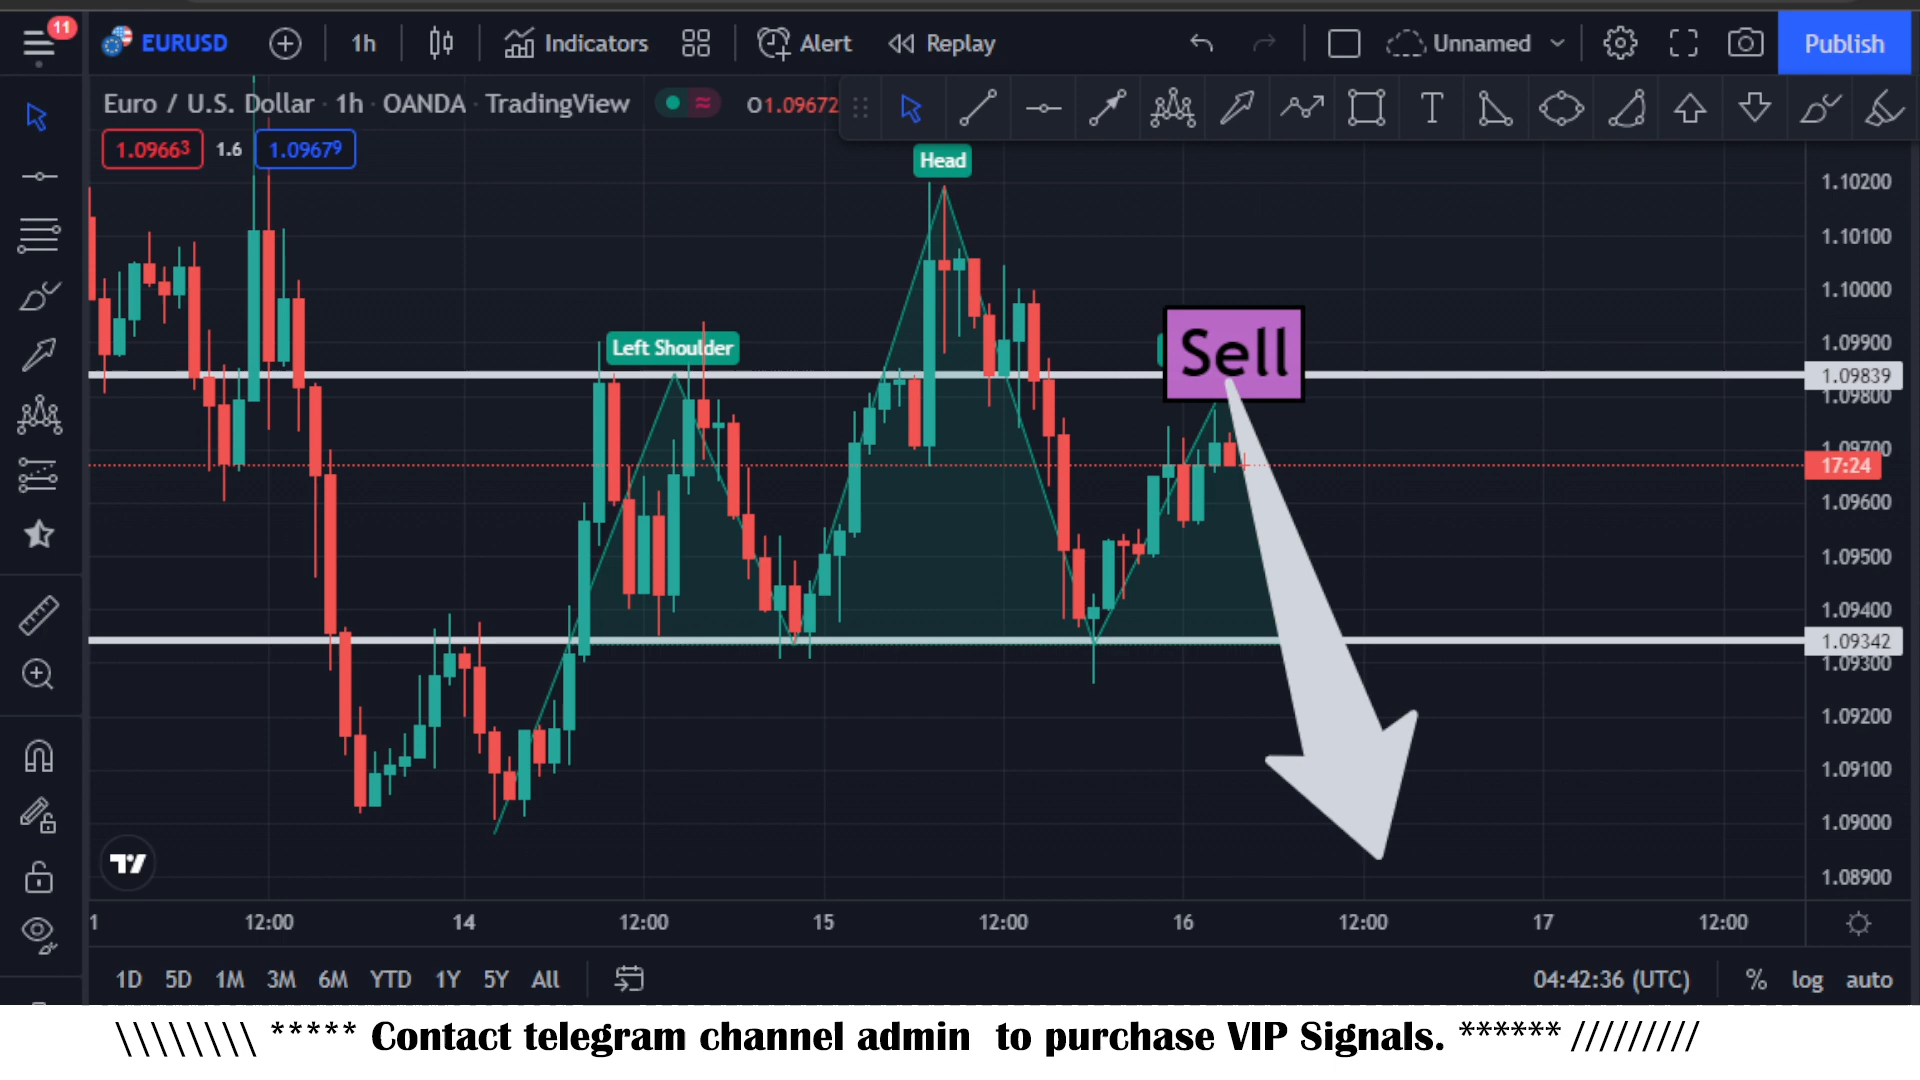 11
EURUSD 1h Indicators Alert Replay Unnamed Publish
Euro / U.S. Dollar · 1h · OANDA · TradingView O1.09672
1.09663 1.6 1.09679
Head
1.10200
1.10100
1.10000
Left Shoulder
Sell
1.09900
1.09839
1.09800
1.09700
17:24
1.09600
1.09500
1.09400
1.09342
1.09300
1.09200
1.09100
1.09000
1.08900
1 12:00 14 12:00 15 12:00 16 12:00 17 12:00
1D 5D 1M 3M 6M YTD 1Y 5Y All 04:42:36 (UTC) % log auto
\\\\\\\\ ***** Contact telegram channel admin to purchase VIP Signals. ****** /////////